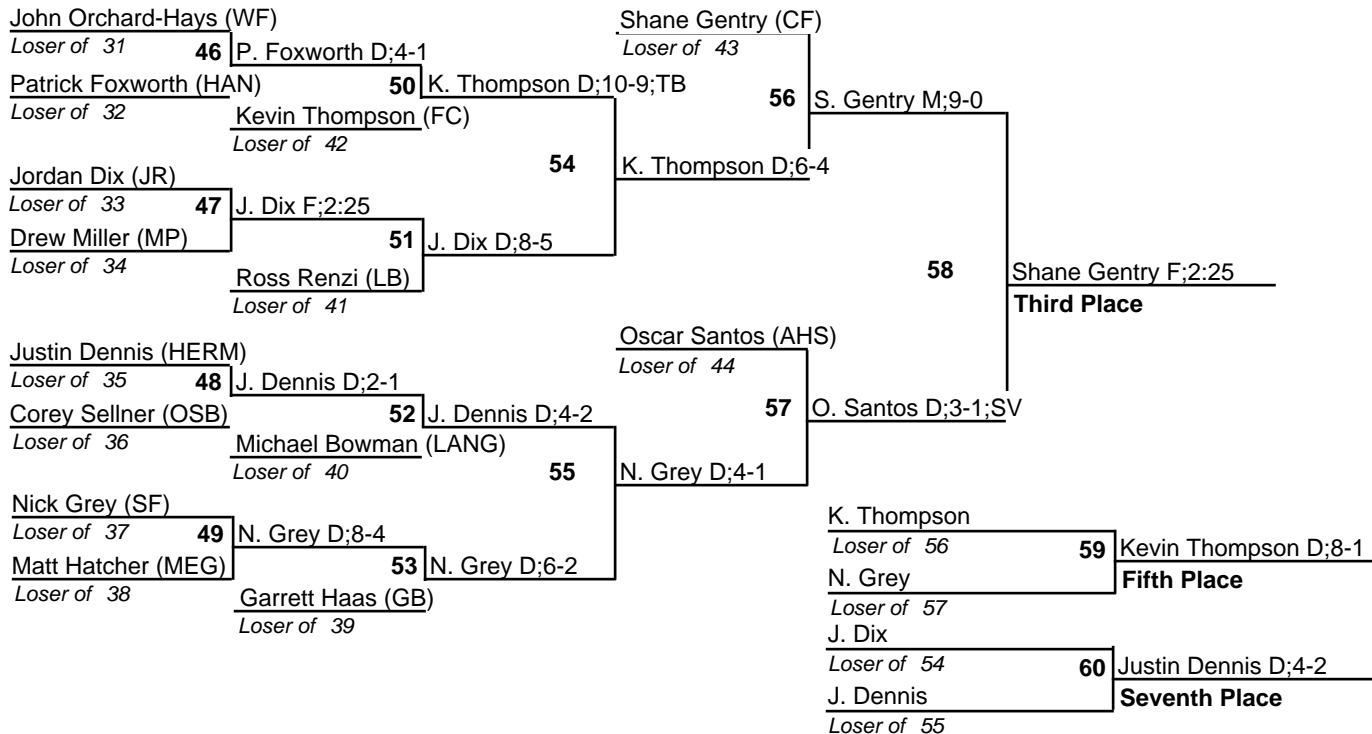 John Orchard-Hays (WF)
Loser of 31
46
P. Foxworth D;4-1
Patrick Foxworth (HAN)
Loser of 32
50
K. Thompson D;10-9;TB
Kevin Thompson (FC)
Loser of 42
Shane Gentry (CF)
Loser of 43
56
S. Gentry M;9-0
54
K. Thompson D;6-4
Jordan Dix (JR)
Loser of 33
47
J. Dix F;2:25
Drew Miller (MP)
Loser of 34
51
J. Dix D;8-5
Ross Renzi (LB)
Loser of 41
58
Shane Gentry F;2:25
Third Place
Justin Dennis (HERM)
Loser of 35
48
J. Dennis D;2-1
Corey Sellner (OSB)
Loser of 36
52
J. Dennis D;4-2
Michael Bowman (LANG)
Loser of 40
Oscar Santos (AHS)
Loser of 44
57
O. Santos D;3-1;SV
55
N. Grey D;4-1
Nick Grey (SF)
Loser of 37
49
N. Grey D;8-4
Matt Hatcher (MEG)
Loser of 38
53
N. Grey D;6-2
Garrett Haas (GB)
Loser of 39
K. Thompson
Loser of 56
59
Kevin Thompson D;8-1
N. Grey
Fifth Place
Loser of 57
J. Dix
Loser of 54
60
Justin Dennis D;4-2
J. Dennis
Seventh Place
Loser of 55